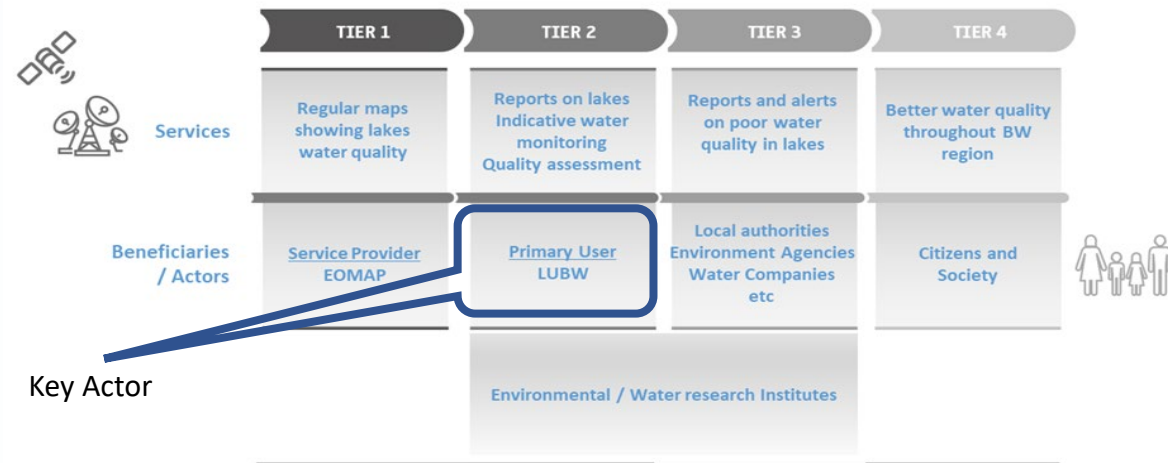 TIER 1
TIER 2
TIER 3
TIER 4
Services
Regular maps
showing lakes
water quality
Reports on lakes
Indicative water
monitoring
Quality assessment
Reports and alerts
on poor water
quality in lakes
Better water quality
throughout BW
region
Beneficiaries
/ Actors
Service Provider
EOMAP
Primary User
LUBW
Local authorities
Environment Agencies
Water Companies
etc
Citizens and
Society
Key Actor
Environmental / Water research Institutes